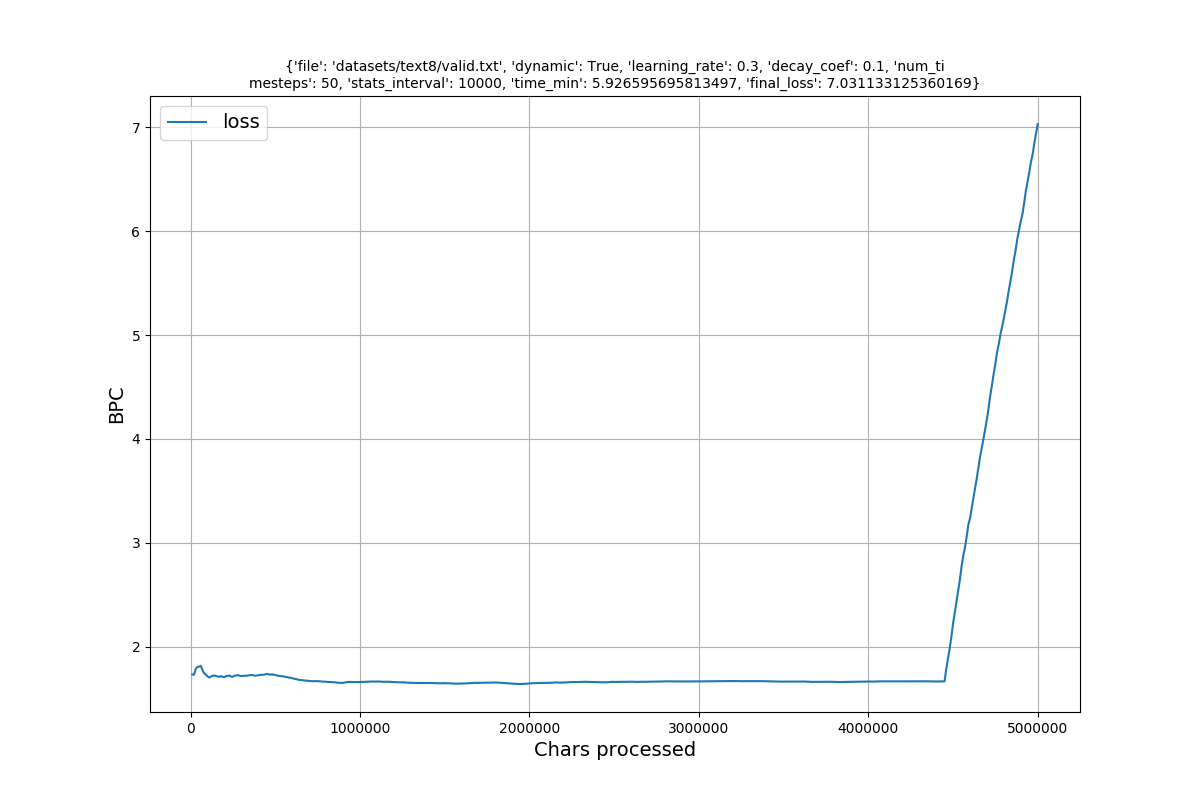 {'file': 'datasets/text8/valid.txt', 'dynamic': True, 'learning_rate': 0.3, 'decay_coef': 0.1, 'num_ti
mesteps': 50, 'stats_interval': 10000, 'time_min': 5.926595695813497, 'final_loss': 7.031133125360169}
loss
7
6
5
4
3
2
BPC
0 1000000 2000000 3000000 4000000 5000000
Chars processed